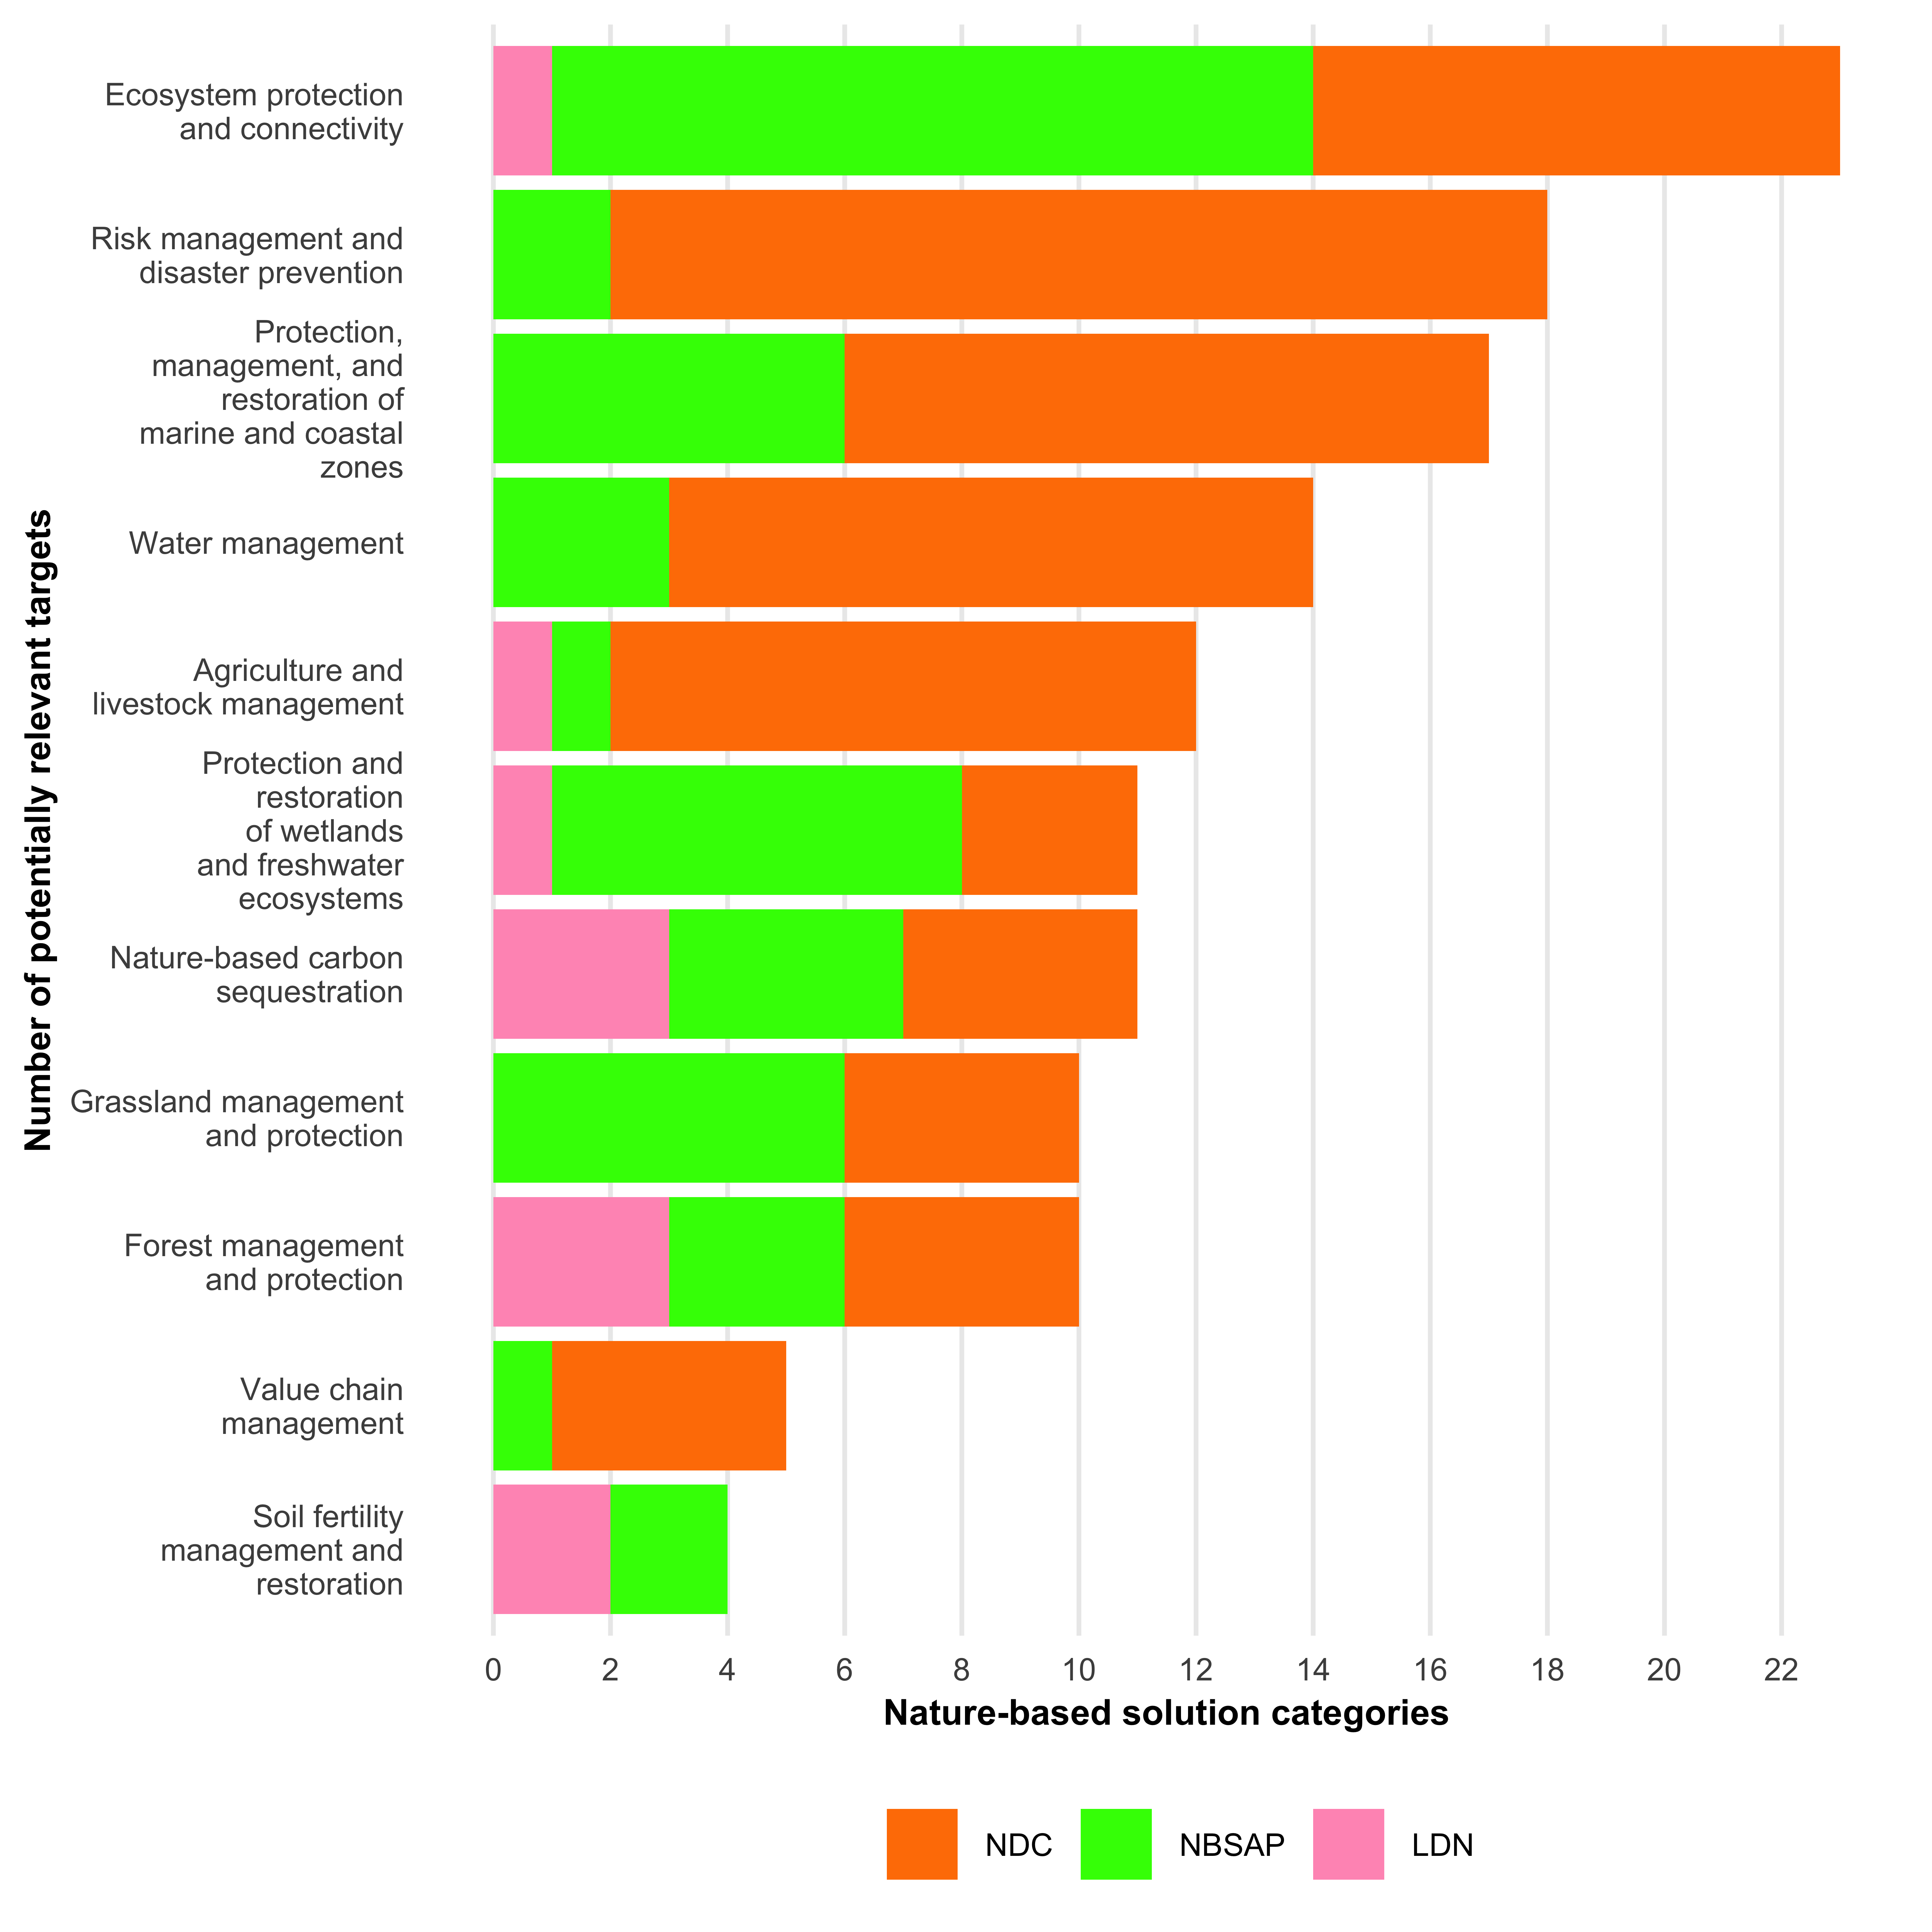 Number of potentially relevant targets
Ecosystem protection
and connectivity
Risk management and
disaster prevention
Protection,
management, and
restoration of
marine and coastal
zones
Water management
Agriculture and
livestock management
Protection and
restoration
of wetlands
and freshwater
ecosystems
Nature-based carbon
sequestration
Grassland management
and protection
Forest management
and protection
Value chain
management
Soil fertility
management and
restoration
0 2 4 6 8 10 12 14 16 18 20 22
Nature-based solution categories
NDC NBSAP LDN